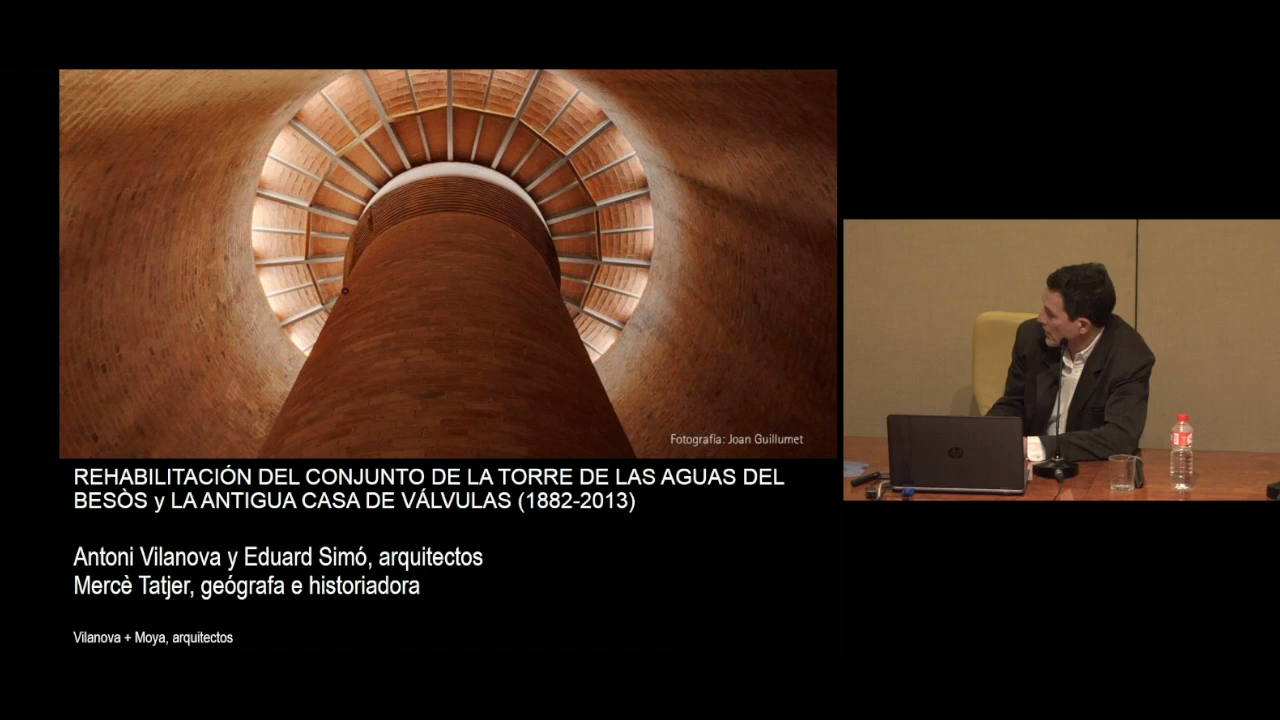 Fotografía: Joan Guillumet
REHABILITACIÓN DEL CONJUNTO DE LA TORRE DE LAS AGUAS DEL
BESÒS y LA ANTIGUA CASA DE VÁLVULAS (1882-2013)
Antoni Vilanova y Eduard Simó, arquitectos
Mercè Tatjer, geógrafa e historiadora
Vilanova + Moya, arquitectos
hp